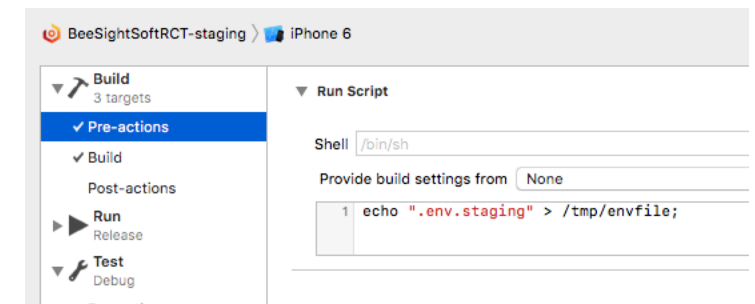 BeeSightSoftRCT-staging iPhone 6
Build
3 targets
Pre-actions
Build
Post-actions
Run
Release
Test
Debug
Run Script
Shell /bin/sh
Provide build settings from None
1 echo ".env.staging" > /tmp/envfile;